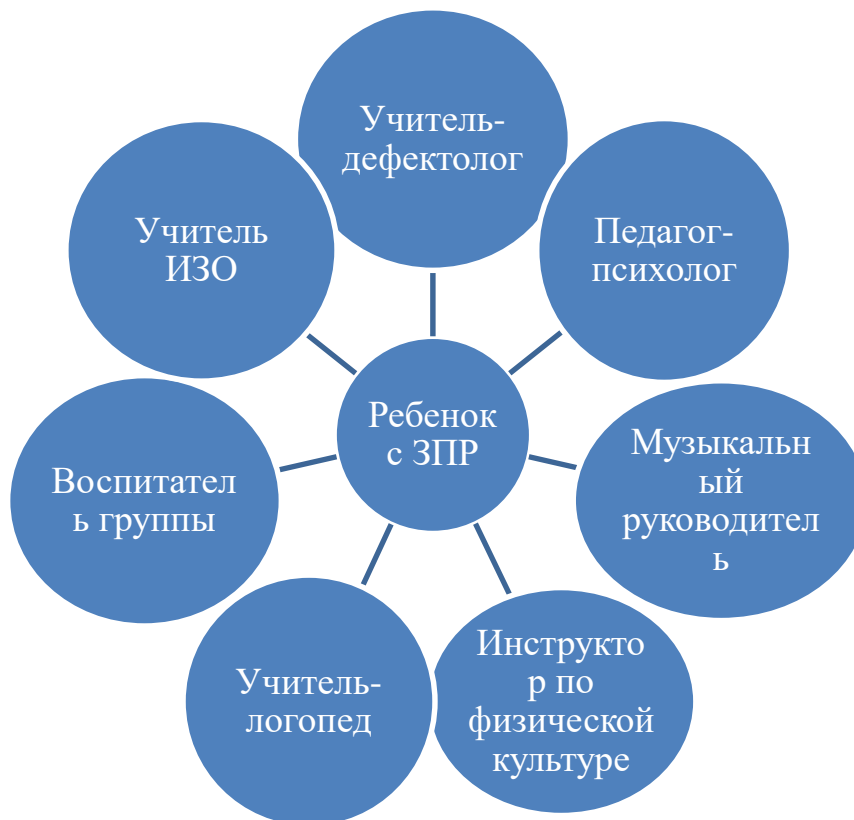 Учитель-
дефектолог
Педагог-
психолог
Музыкальн
ый
руководител
ь
Инструкто
р по
физической
культуре
Учитель-
логопед
Воспитател
ь группы
Учитель
ИЗО
Ребенок
с ЗПР